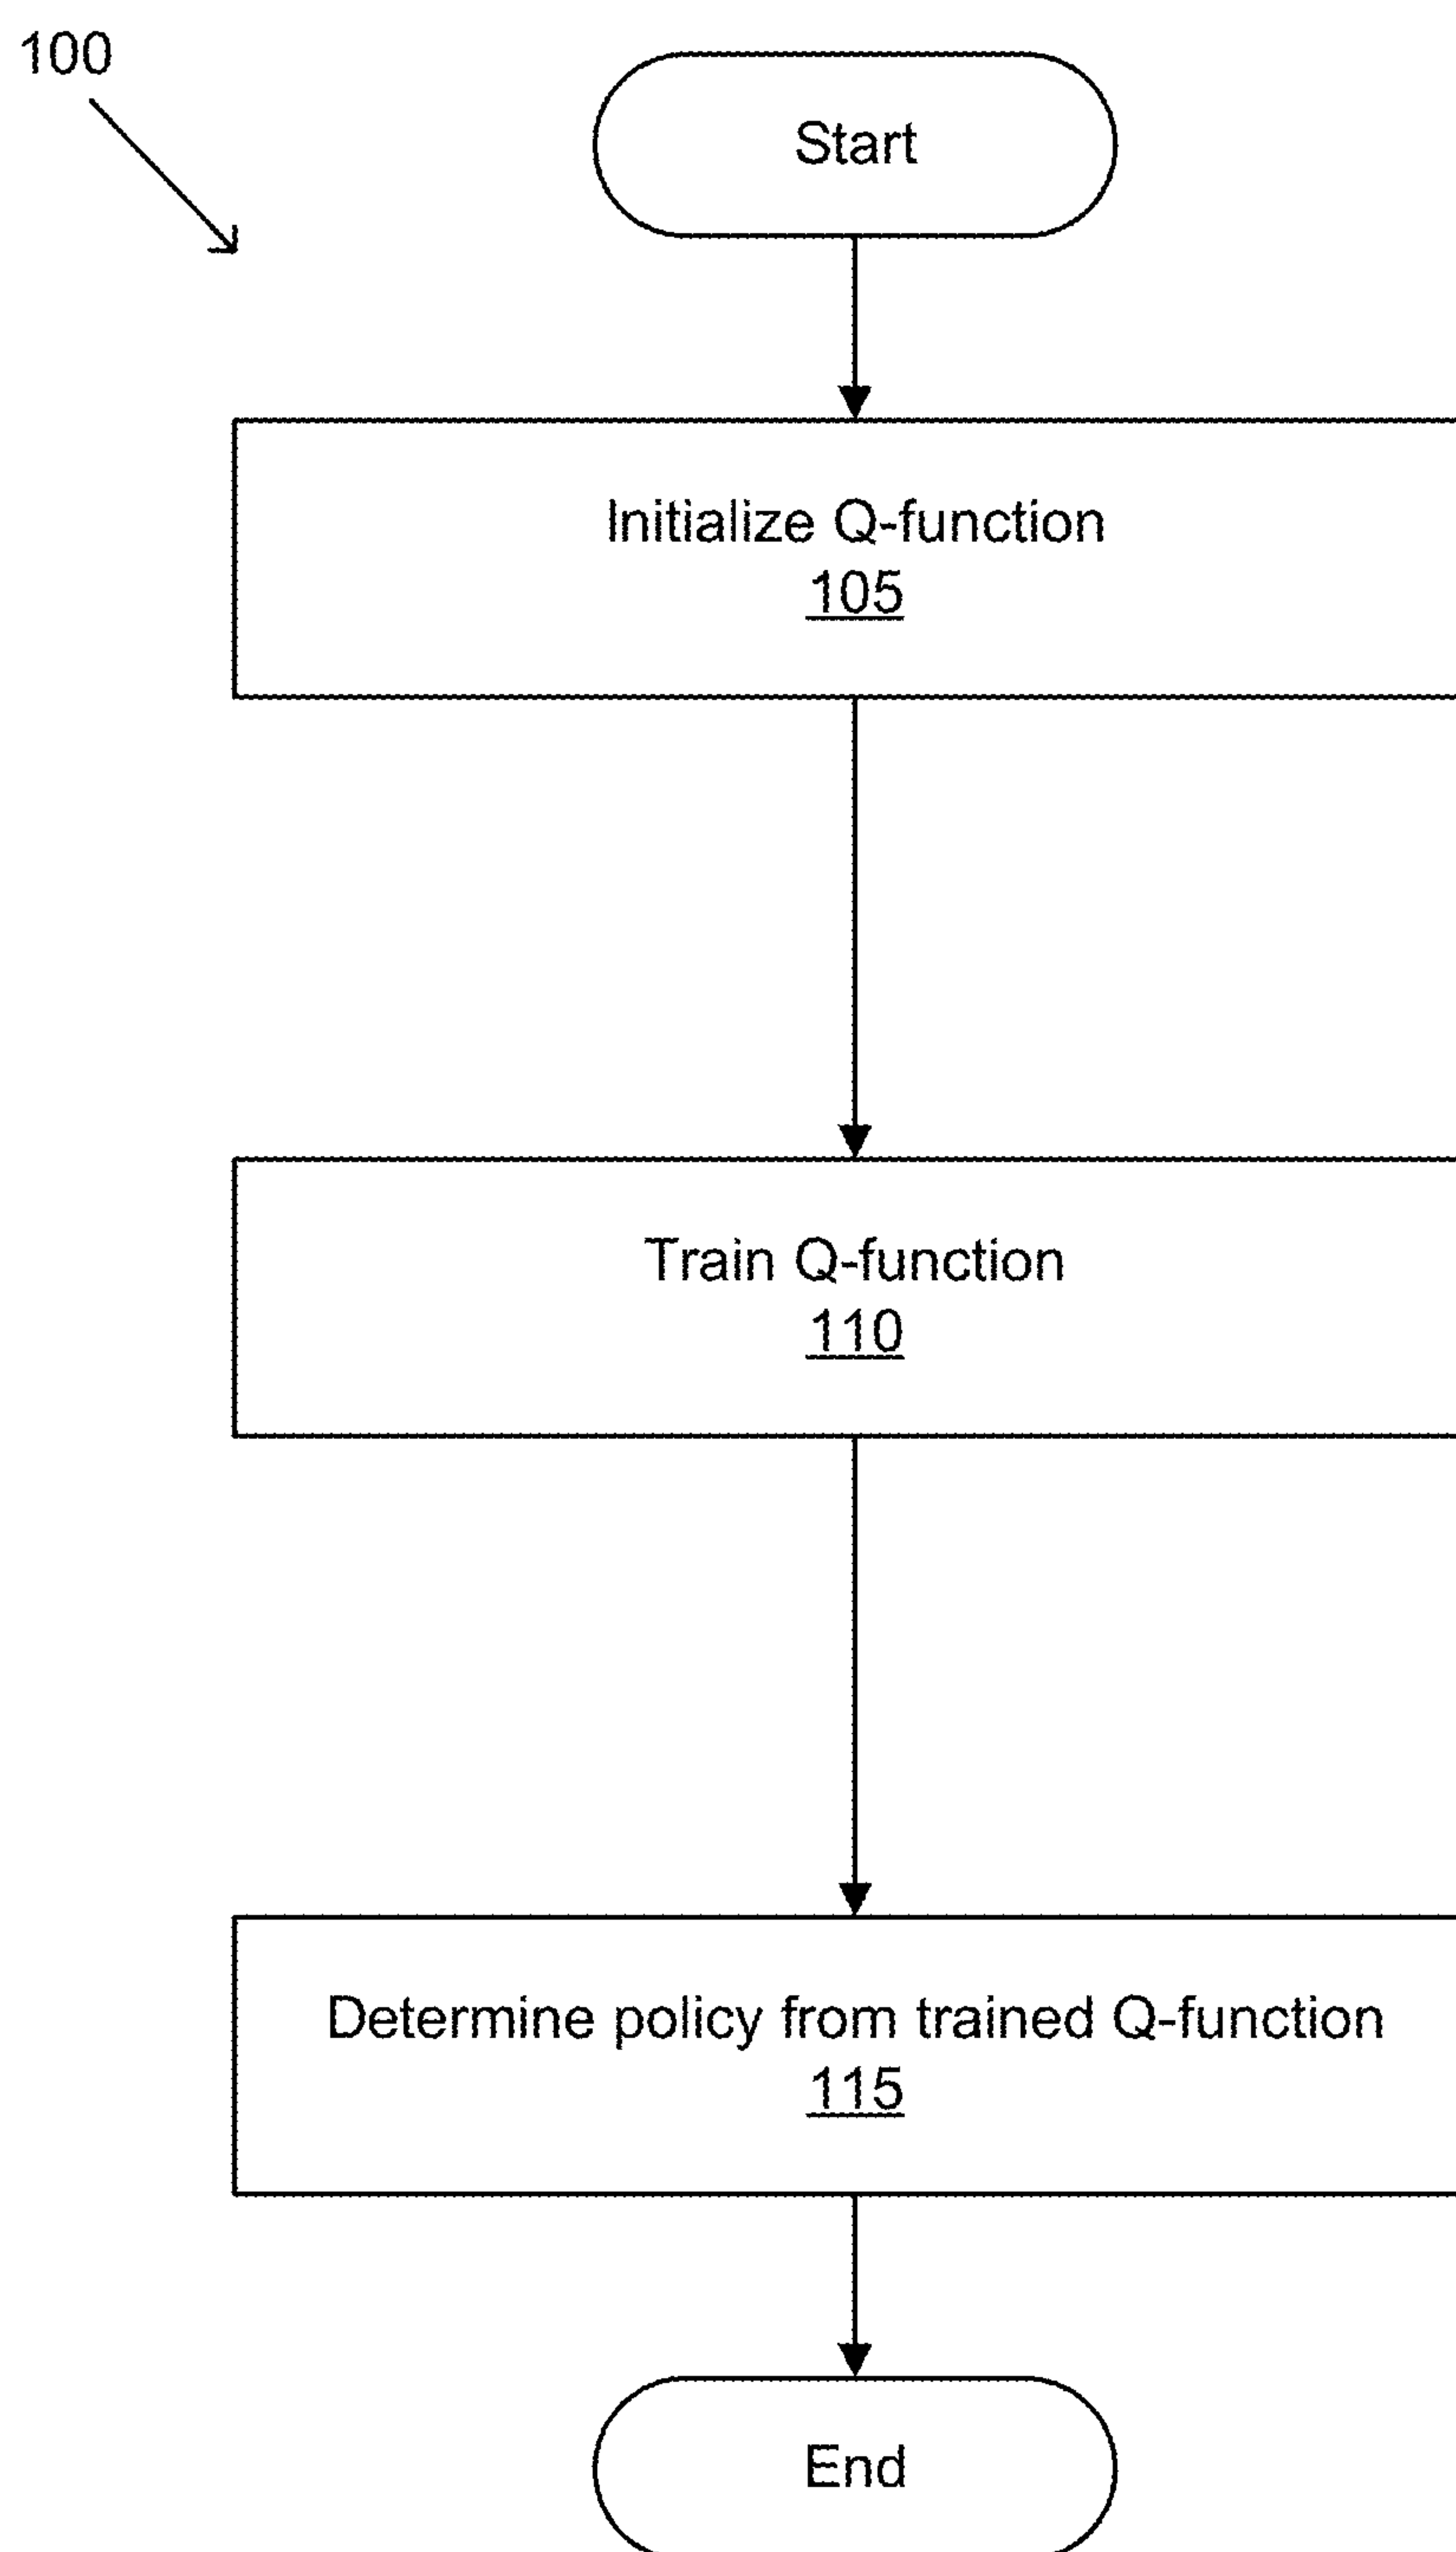 100
Start
Initialize Q-function
105
Train Q-function
110
Determine policy from trained Q-function
115
End